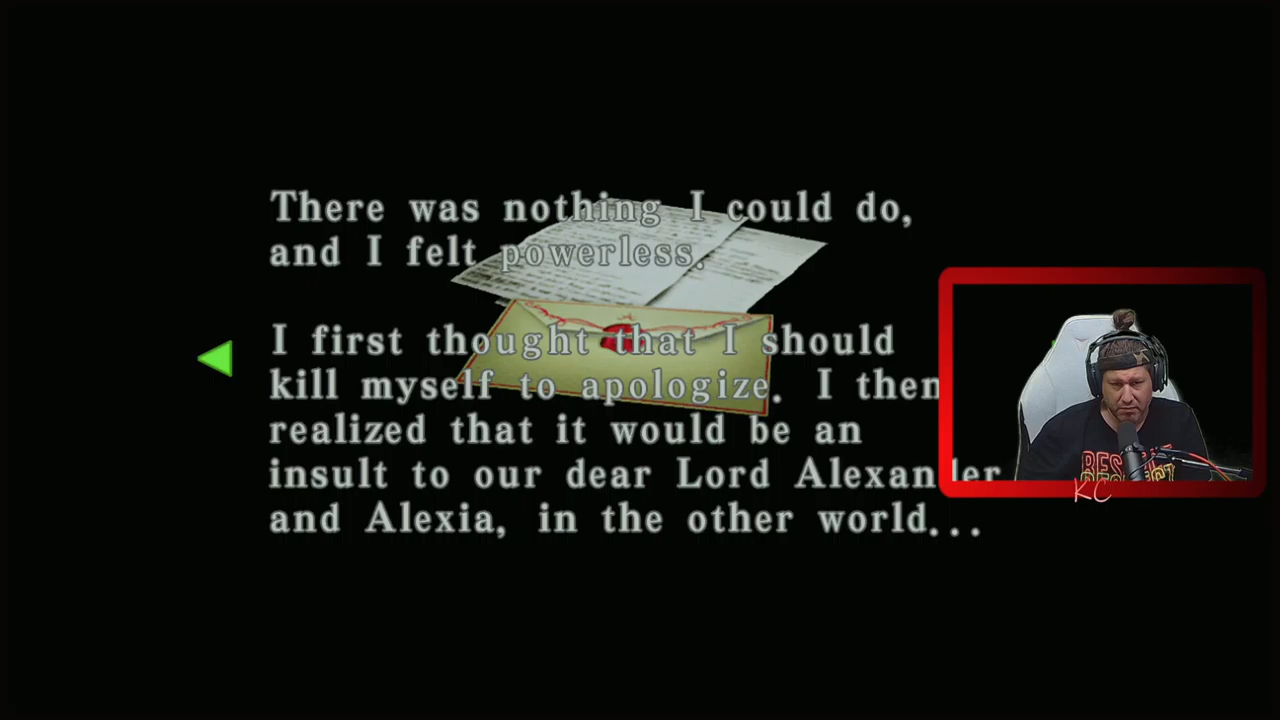 There was nothing I could do,
and I felt powerless.
I first thought that I should
kill myself to apologize. I then
realized that it would be an
insult to our dear Lord Alexander
and Alexia, in the other world...
KC